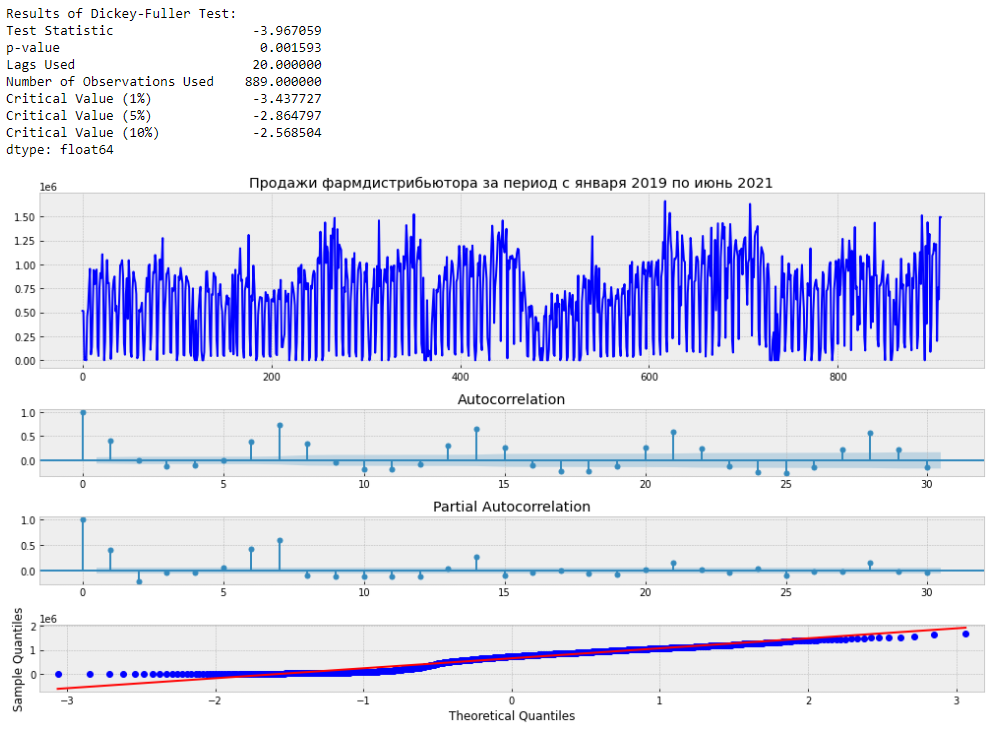 Results of Dickey-Fuller Test:
Test Statistic -3.967059
p-value 0.001593
Lags Used 20.000000
Number of Observations Used 889.000000
Critical Value (1%) -3.437727
Critical Value (5%) -2.864797
Critical Value (10%) -2.568504
dtype: float64
Продажи фармдистрибьютора за период с января 2019 по июнь 2021
1e6
1.50
1.25
1.00
0.75
0.50
0.25
0.00
0 200 400 600 800
Autocorrelation
1.0
0.5
0.0
0 5 10 15 20 25 30
Partial Autocorrelation
1.0
0.5
0.0
0 5 10 15 20 25 30
1e6
Sample Quantiles
2
1
0
−3 −2 −1 0 1 2 3
Theoretical Quantiles